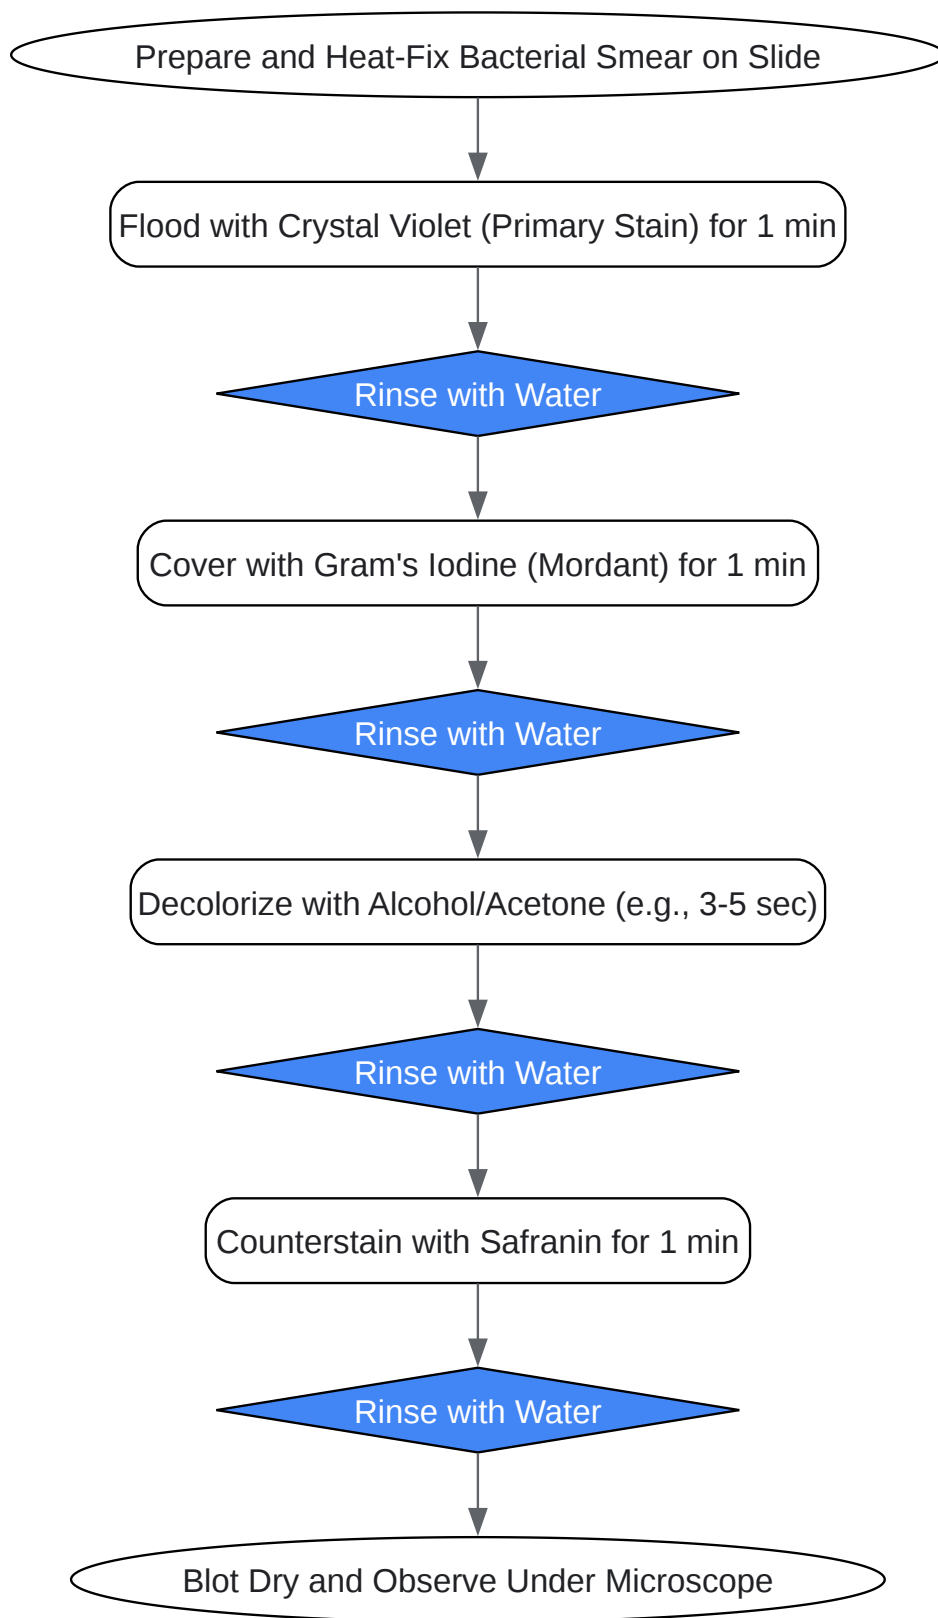 Prepare and Heat-Fix Bacterial Smear on Slide
Flood with Crystal Violet (Primary Stain) for 1 min
Rinse with Water
Cover with Gram's Iodine (Mordant) for 1 min
Rinse with Water
Decolorize with Alcohol/Acetone (e.g., 3-5 sec)
Rinse with Water
Counterstain with Safranin for 1 min
Rinse with Water
Blot Dry and Observe Under Microscope